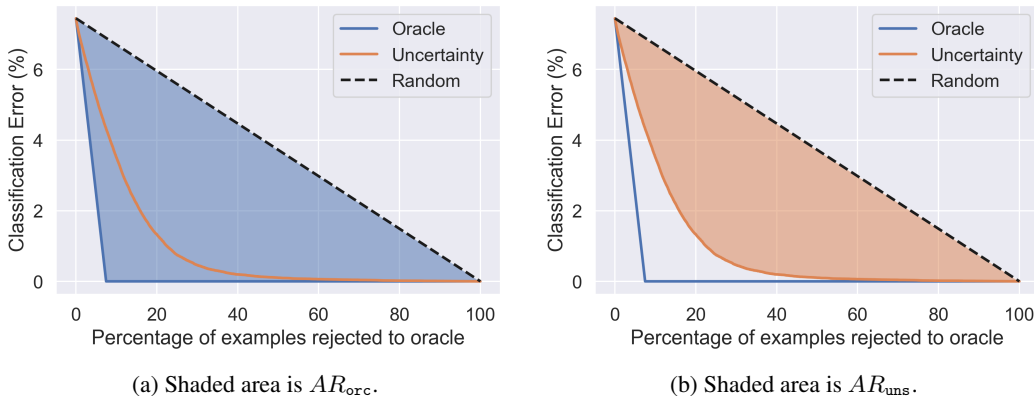 Oracle
Uncertainty
Random
Classification Error (%)
6
4
2
0
0 20 40 60 80 100
Percentage of examples rejected to oracle
(a) Shaded area is AR_orc.
Oracle
Uncertainty
Random
Classification Error (%)
6
4
2
0
0 20 40 60 80 100
Percentage of examples rejected to oracle
(b) Shaded area is AR_uns.